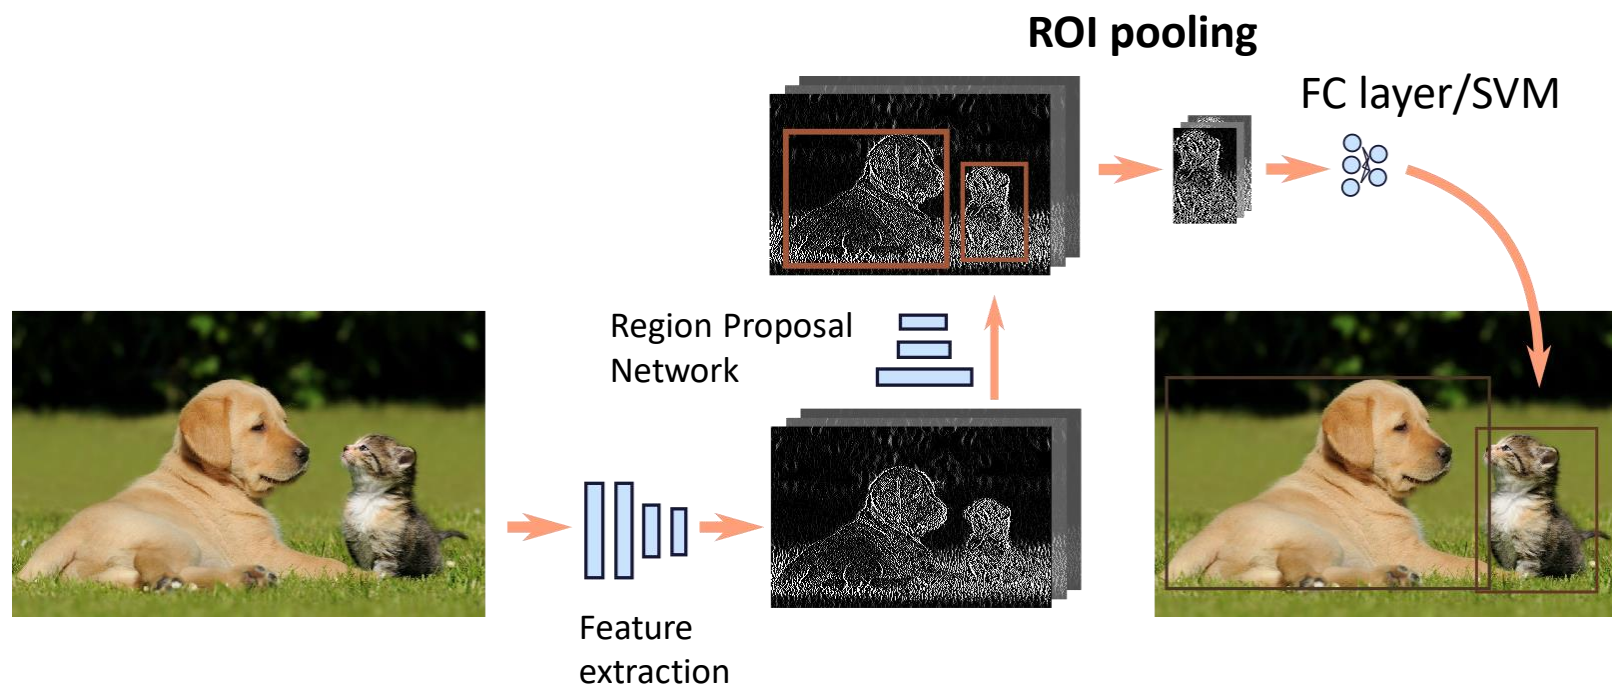 ROI pooling
FC layer/SVM
Region Proposal
Network
Feature
extraction